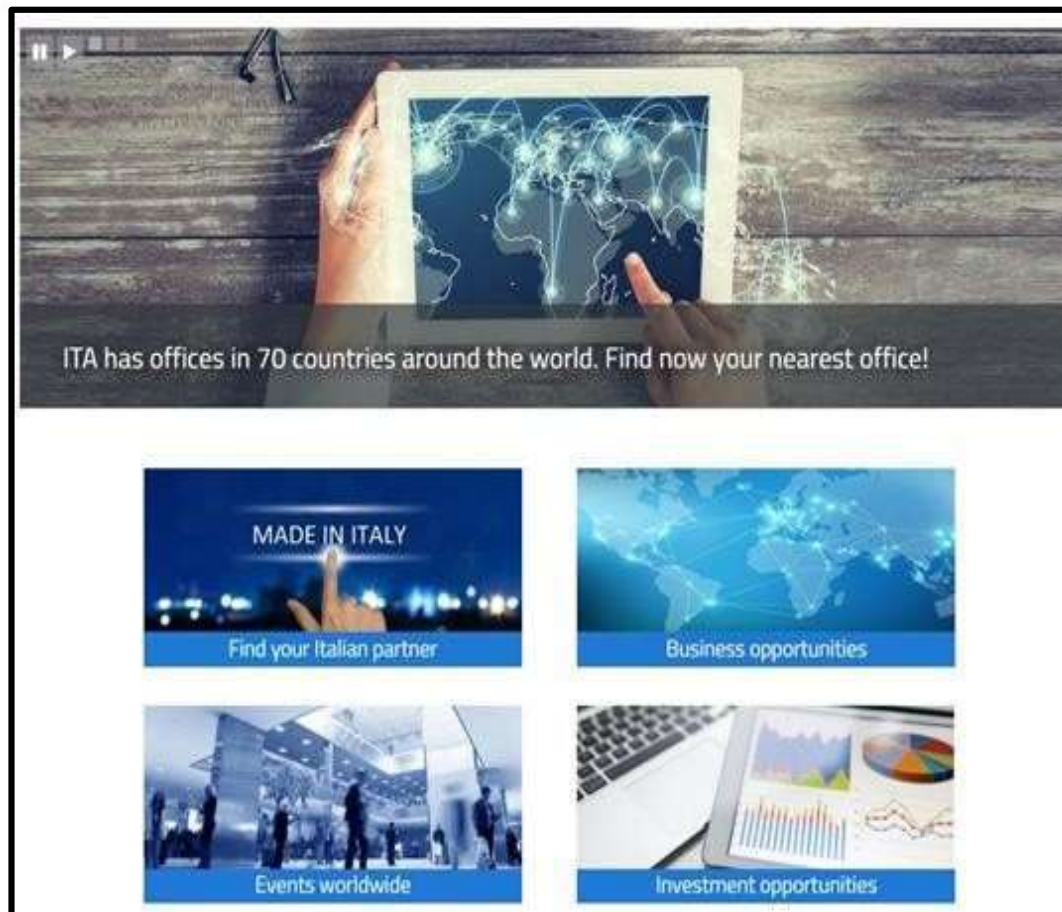 ITA has offices in 70 countries around the world. Find now your nearest office!
MADE IN ITALY
Find your Italian partner
Business opportunities
Events worldwide
Investment opportunities